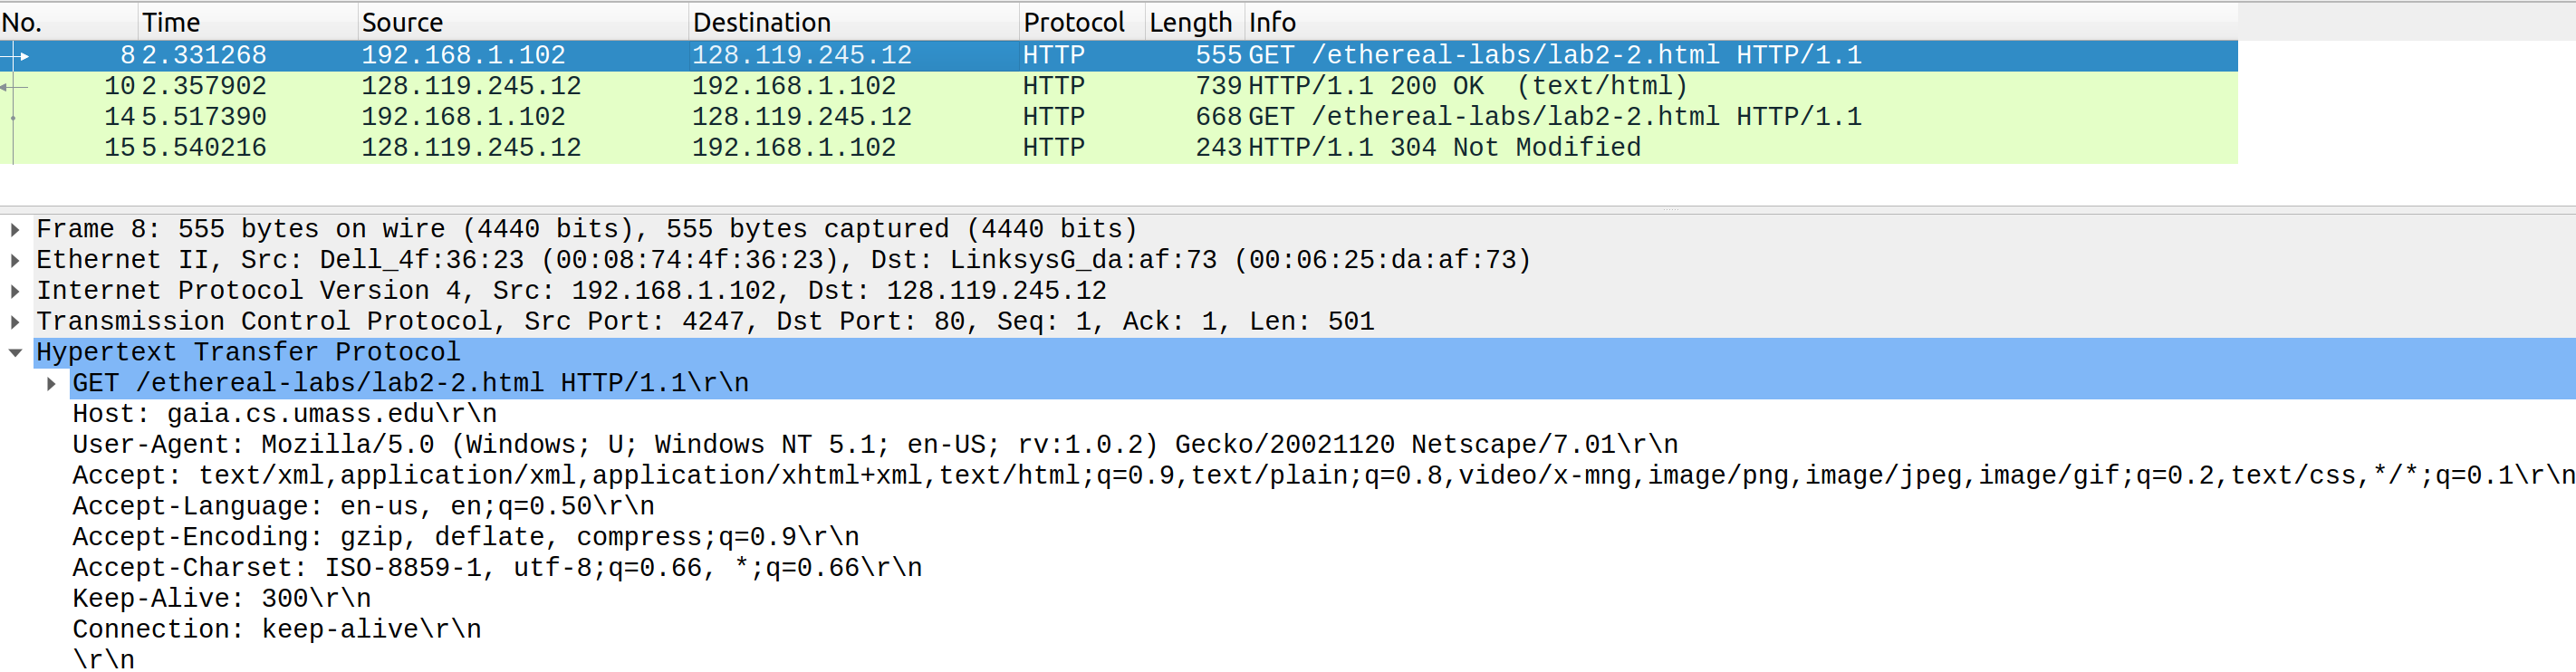 No. Time Source Destination Protocol Length Info
8 2.331268 192.168.1.102 128.119.245.12 HTTP 555 GET /ethereal-labs/lab2-2.html HTTP/1.1
10 2.357902 128.119.245.12 192.168.1.102 HTTP 739 HTTP/1.1 200 OK  (text/html)
14 5.517390 192.168.1.102 128.119.245.12 HTTP 668 GET /ethereal-labs/lab2-2.html HTTP/1.1
15 5.540216 128.119.245.12 192.168.1.102 HTTP 243 HTTP/1.1 304 Not Modified
Frame 8: 555 bytes on wire (4440 bits), 555 bytes captured (4440 bits)
Ethernet II, Src: Dell_4f:36:23 (00:08:74:4f:36:23), Dst: LinksysG_da:af:73 (00:06:25:da:af:73)
Internet Protocol Version 4, Src: 192.168.1.102, Dst: 128.119.245.12
Transmission Control Protocol, Src Port: 4247, Dst Port: 80, Seq: 1, Ack: 1, Len: 501
Hypertext Transfer Protocol
GET /ethereal-labs/lab2-2.html HTTP/1.1\r\n
Host: gaia.cs.umass.edu\r\n
User-Agent: Mozilla/5.0 (Windows; U; Windows NT 5.1; en-US; rv:1.0.2) Gecko/20021120 Netscape/7.01\r\n
Accept: text/xml,application/xml,application/xhtml+xml,text/html;q=0.9,text/plain;q=0.8,video/x-mng,image/png,image/jpeg,image/gif;q=0.2,text/css,*/*;q=0.1\r\n
Accept-Language: en-us, en;q=0.50\r\n
Accept-Encoding: gzip, deflate, compress;q=0.9\r\n
Accept-Charset: ISO-8859-1, utf-8;q=0.66, *;q=0.66\r\n
Keep-Alive: 300\r\n
Connection: keep-alive\r\n
\r\n